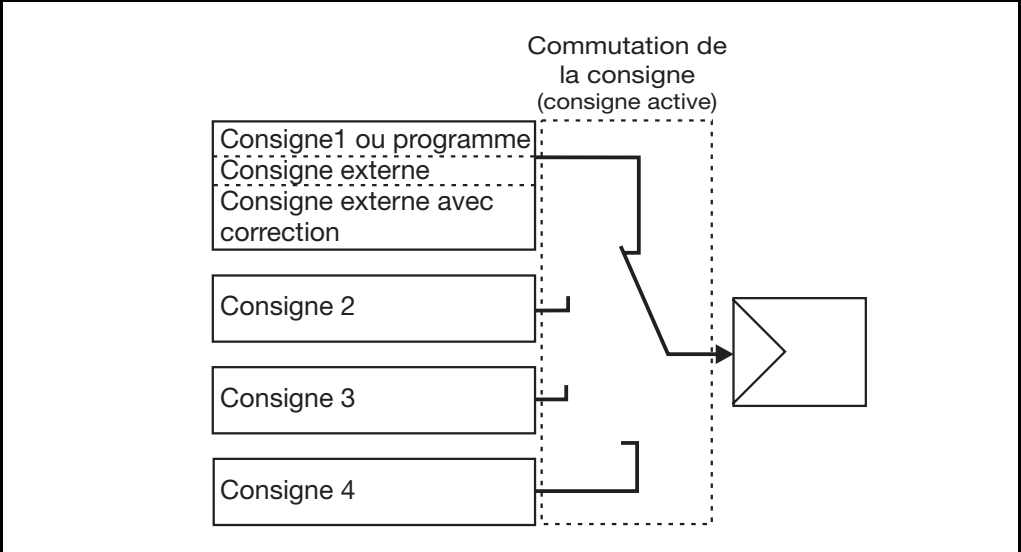 Commutation de
la consigne
(consigne active)
Consigne1 ou programme
Consigne externe
Consigne externe avec
correction
Consigne 2
Consigne 3
Consigne 4